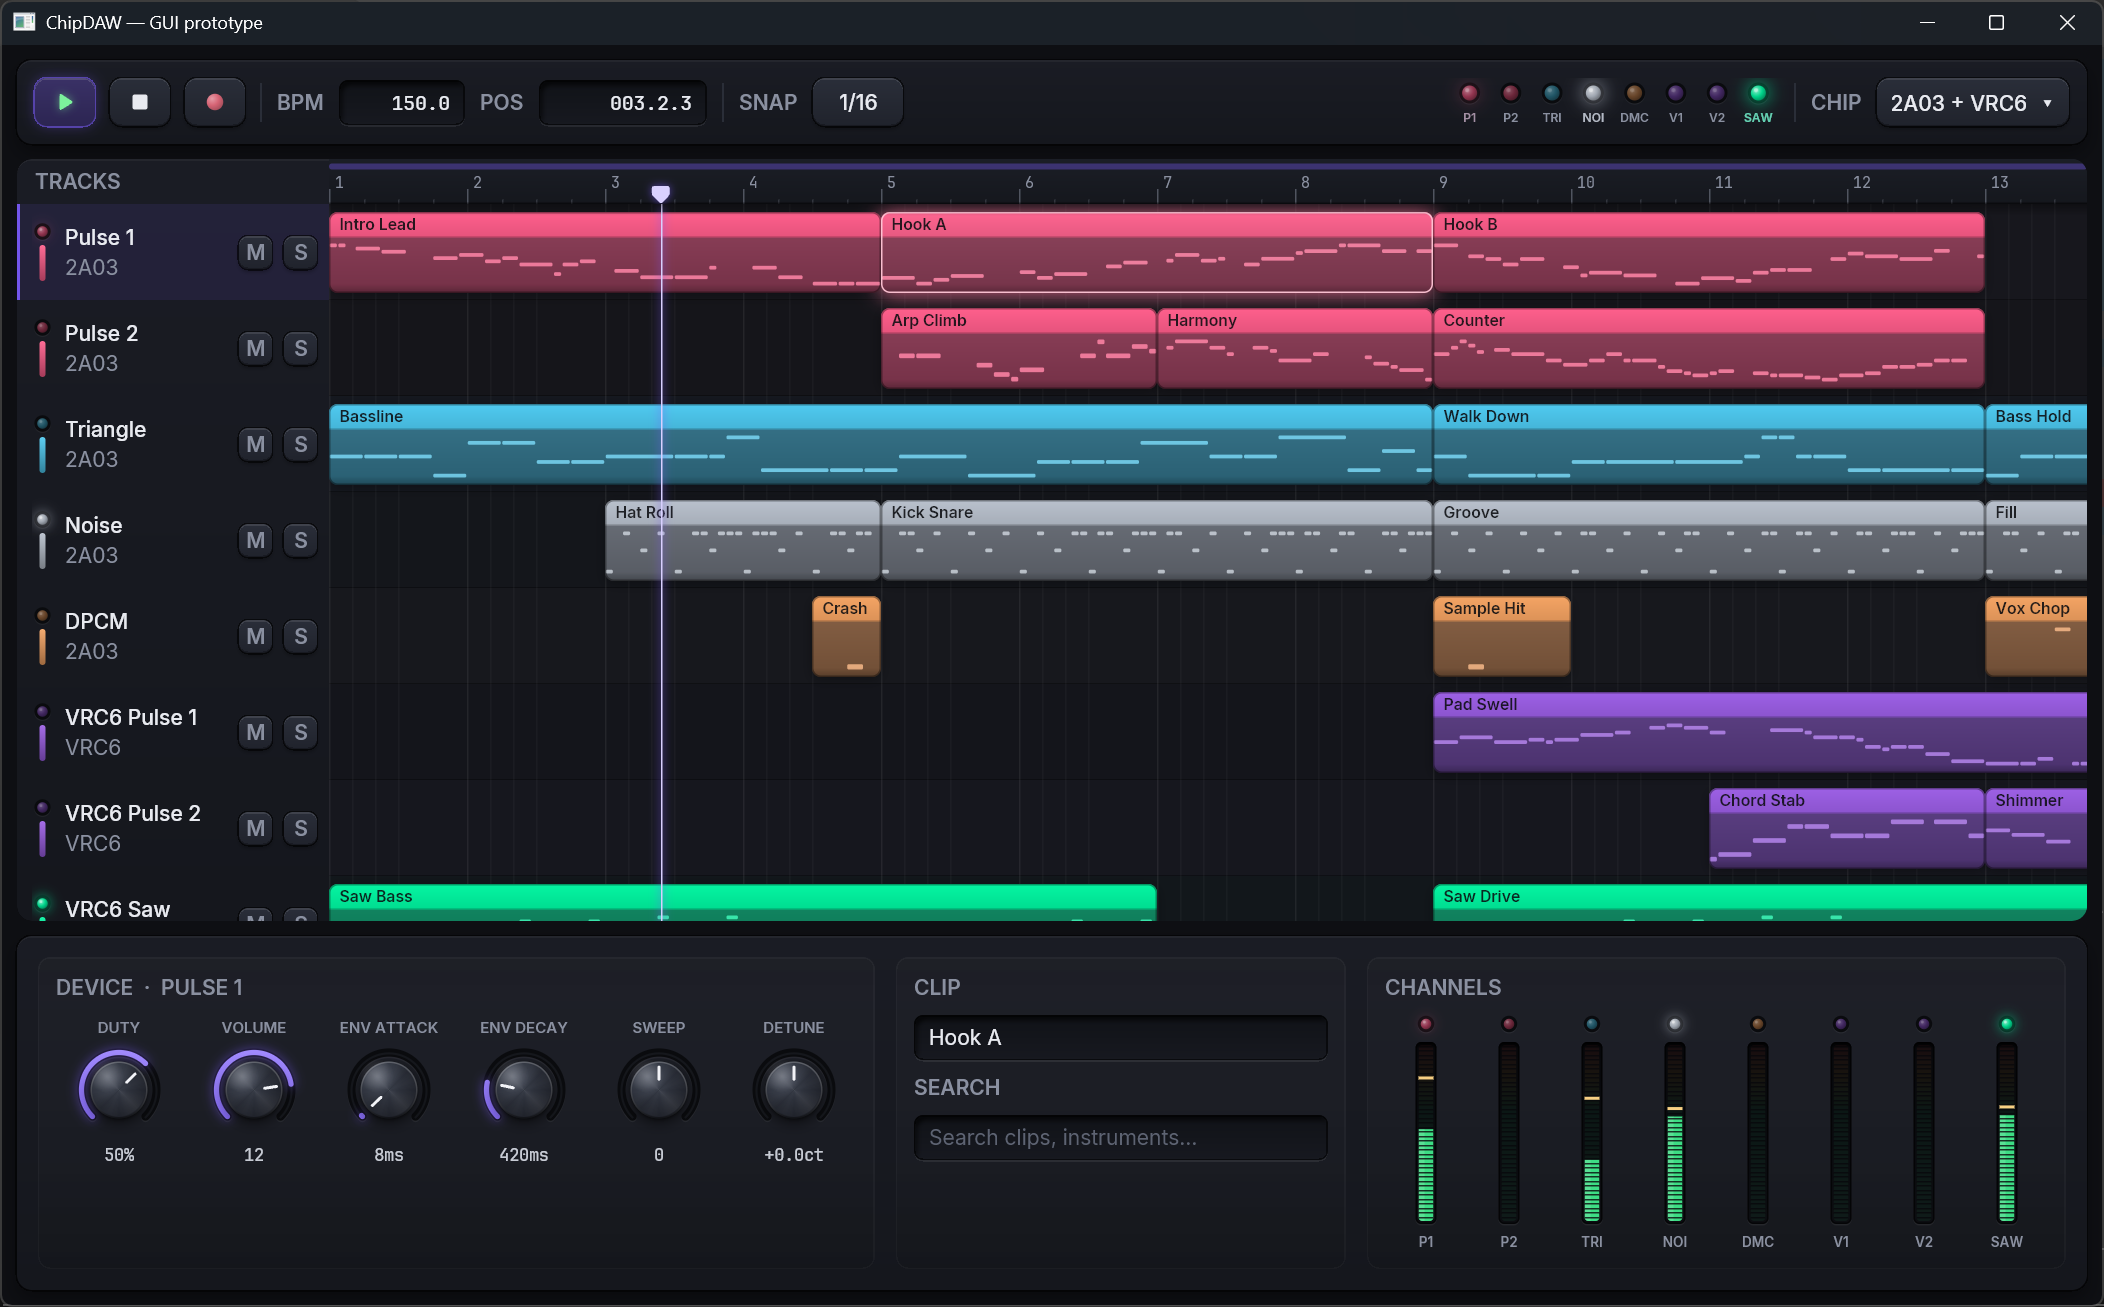 ChipDAW — GUI prototype
BPM 150.0 POS 003.2.3 SNAP 1/16
P1 P2 TRI NOI DMC V1 V2 SAW
CHIP 2A03 + VRC6
TRACKS
1 2 3 4 5 6 7 8 9 10 11 12 13
Pulse 1
2A03
M S
Intro Lead Hook A Hook B
Pulse 2
2A03
M S
Arp Climb Harmony Counter
Triangle
2A03
M S
Bassline Walk Down Bass Hold
Noise
2A03
M S
Hat Roll Kick Snare Groove Fill
DPCM
2A03
M S
Crash Sample Hit Vox Chop
VRC6 Pulse 1
VRC6
M S
Pad Swell
VRC6 Pulse 2
VRC6
M S
Chord Stab Shimmer
VRC6 Saw
M S
Saw Bass Saw Drive
DEVICE · PULSE 1
DUTY VOLUME ENV ATTACK ENV DECAY SWEEP DETUNE
50% 12 8ms 420ms 0 +0.0ct
CLIP
Hook A
SEARCH
Search clips, instruments...
CHANNELS
P1 P2 TRI NOI DMC V1 V2 SAW